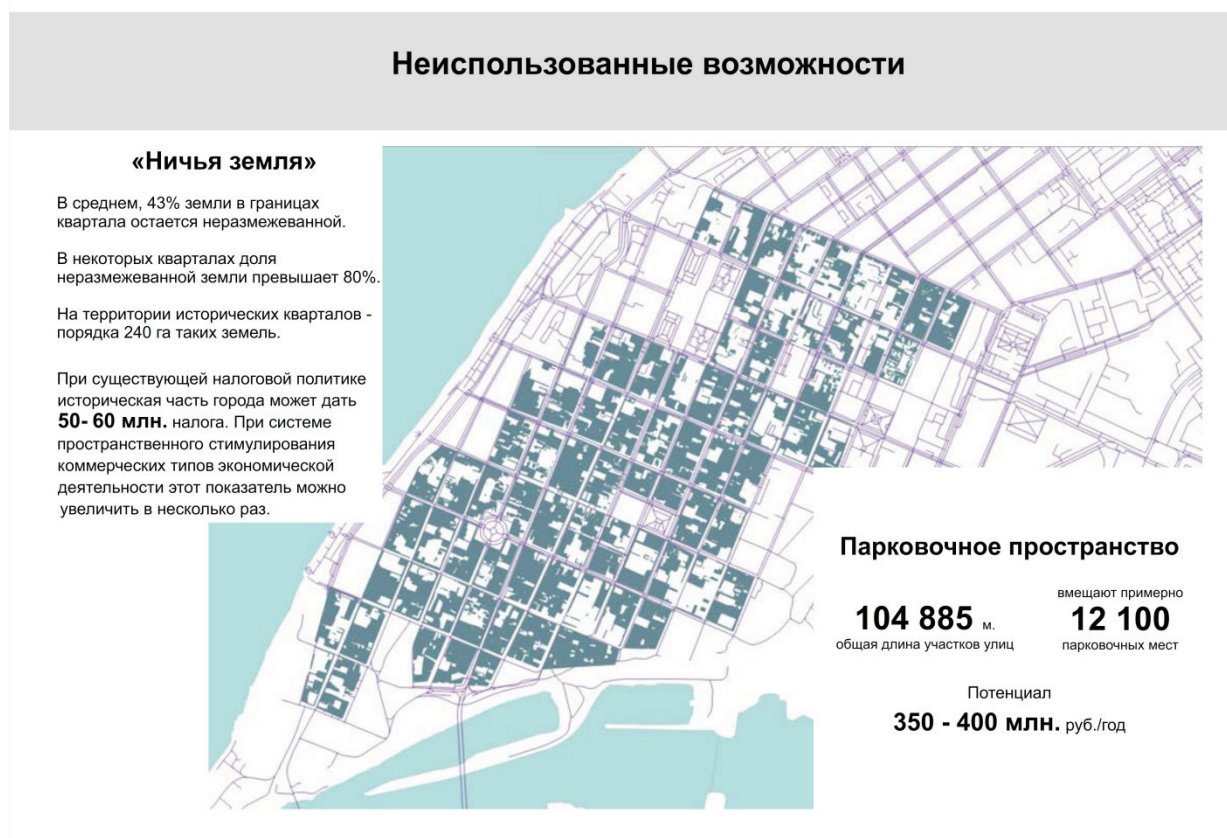 Неиспользованные возможности
«Ничья земля»
В среднем, 43% земли в границах
квартала остается неразмежеванной.
В некоторых кварталах доля
неразмежеванной земли превышает 80%.
На территории исторических кварталов -
порядка 240 га таких земель.
При существующей налоговой политике
историческая часть города может дать
50- 60 млн. налога. При системе
пространственного стимулирования
коммерческих типов экономической
деятельности этот показатель можно
увеличить в несколько раз.
Парковочное пространство
104 885 м.
общая длина участков улиц
вмещают примерно
12 100
парковочных мест
Потенциал
350 - 400 млн. руб./год